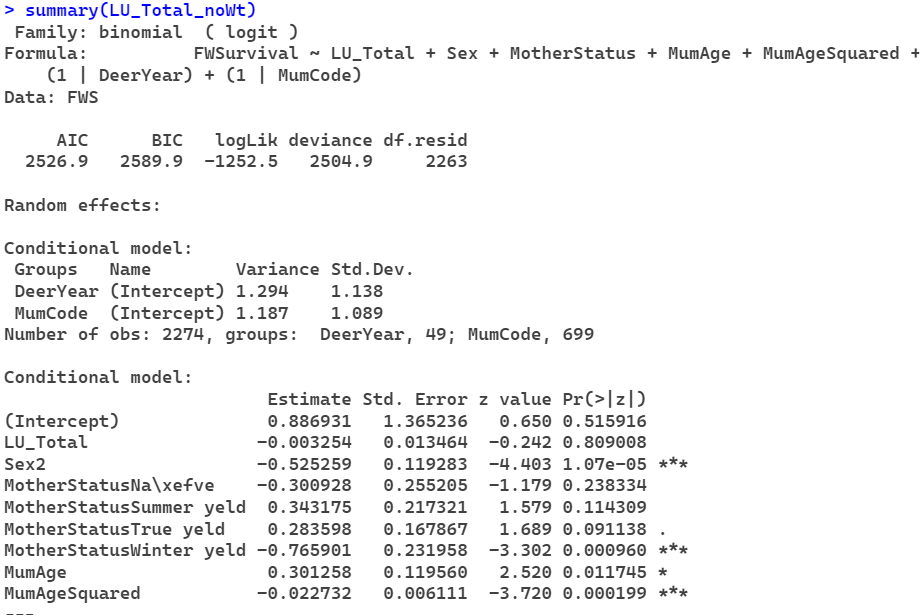 > summary(LU_Total_noWt)
 Family: binomial  ( logit )
Formula:          FWSurvival ~ LU_Total + Sex + MotherStatus + MumAge + MumAgeSquared +
    (1 | DeerYear) + (1 | MumCode)
Data: FWS
     AIC      BIC   logLik deviance df.resid
  2526.9   2589.9  -1252.5   2504.9     2263
Random effects:
Conditional model:
 Groups   Name        Variance Std.Dev.
 DeerYear (Intercept) 1.294    1.138
 MumCode  (Intercept) 1.187    1.089
Number of obs: 2274, groups:  DeerYear, 49; MumCode, 699
Conditional model:
                          Estimate Std. Error z value Pr(>|z|)
(Intercept)               0.886931   1.365236   0.650 0.515916
LU_Total                 -0.003254   0.013464  -0.242 0.809008
Sex2                     -0.525259   0.119283  -4.403 1.07e-05 ***
MotherStatusNa\xefve     -0.300928   0.255205  -1.179 0.238334
MotherStatusSummer yeld   0.343175   0.217321   1.579 0.114309
MotherStatusTrue yeld     0.283598   0.167867   1.689 0.091138 .
MotherStatusWinter yeld  -0.765901   0.231958  -3.302 0.000960 ***
MumAge                    0.301258   0.119560   2.520 0.011745 *
MumAgeSquared            -0.022732   0.006111  -3.720 0.000199 ***
---